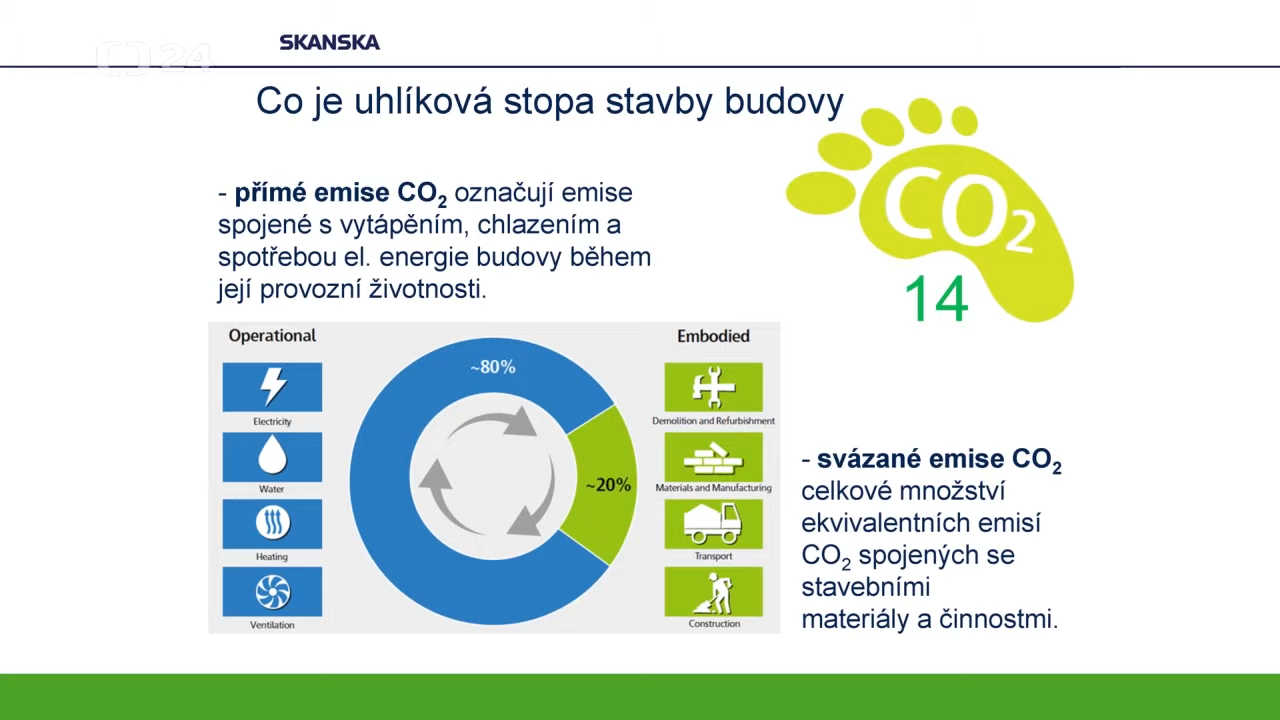 SKANSKA
ČT 24
Co je uhlíková stopa stavby budovy
- přímé emise CO₂ označují emise
spojené s vytápěním, chlazením a
spotřebou el. energie budovy během
její provozní životnosti.
CO₂
14
Operational
Electricity
Water
Heating
Ventilation
~80%
~20%
Embodied
Demolition and Refurbishment
Materials and Manufacturing
Transport
Construction
- svázané emise CO₂
celkové množství
ekvivalentních emisí
CO₂ spojených se
stavebními
materiály a činnostmi.